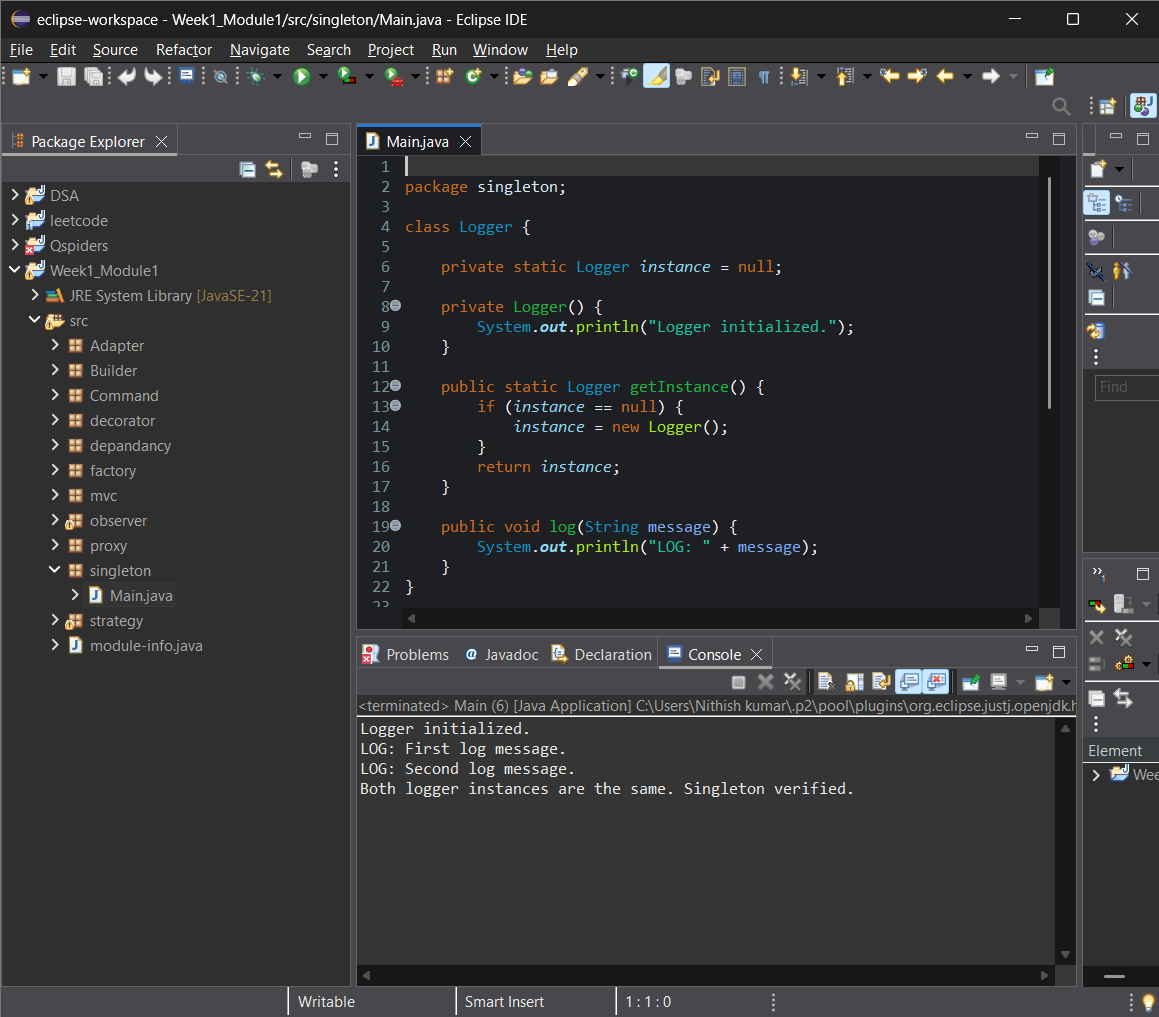 eclipse-workspace - Week1_Module1/src/singleton/Main.java - Eclipse IDE
File Edit Source Refactor Navigate Search Project Run Window Help
Package Explorer
DSA
leetcode
Qspiders
Week1_Module1
JRE System Library [JavaSE-21]
src
Adapter
Builder
Command
decorator
depandancy
factory
mvc
observer
proxy
singleton
Main.java
strategy
module-info.java
Main.java
1
2 package singleton;
3
4 class Logger {
5
6     private static Logger instance = null;
7
8     private Logger() {
9         System.out.println("Logger initialized.");
10     }
11
12     public static Logger getInstance() {
13         if (instance == null) {
14             instance = new Logger();
15         }
16         return instance;
17     }
18
19     public void log(String message) {
20         System.out.println("LOG: " + message);
21     }
22 }
23
Problems Javadoc Declaration Console
<terminated> Main (6) [Java Application] C:\Users\Nithish kumar\.p2\pool\plugins\org.eclipse.justj.openjdk.h
Logger initialized.
LOG: First log message.
LOG: Second log message.
Both logger instances are the same. Singleton verified.
Find
1
Element
Wee
Writable Smart Insert 1 : 1 : 0